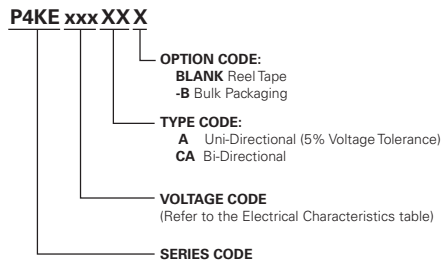 P4KE xxx XX X
OPTION CODE:
BLANK Reel Tape
-B Bulk Packaging
TYPE CODE:
A Uni-Directional (5% Voltage Tolerance)
CA Bi-Directional
VOLTAGE CODE
(Refer to the Electrical Characteristics table)
SERIES CODE